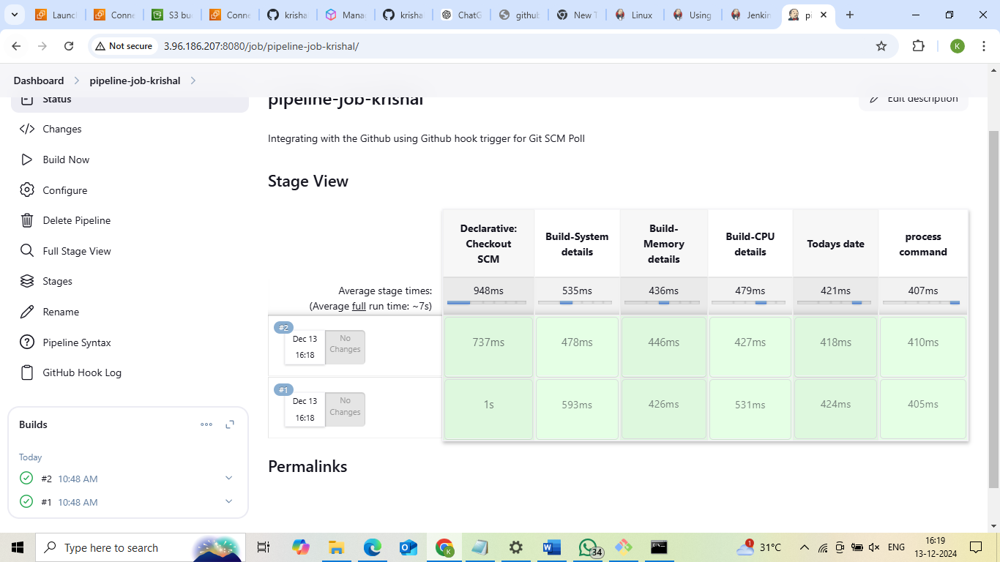 Launc
Conne
S3 bu
Conne
krisha
Mana
krisha
ChatG
github
New T
Linux
Using
Jenkin
pi
Not secure
3.96.186.207:8080/job/pipeline-job-krishal/
K
Dashboard
pipeline-job-krishal
Status
Changes
Build Now
Configure
Delete Pipeline
Full Stage View
Stages
Rename
Pipeline Syntax
GitHub Hook Log
Builds
Today
#2 10:48 AM
#1 10:48 AM
pipeline-job-krishal
Edit description
Integrating with the Github using Github hook trigger for Git SCM Poll
Stage View
Declarative:
Checkout
SCM
Build-System
details
Build-
Memory
details
Build-CPU
details
Todays date
process
command
Average stage times:
(Average full run time: ~7s)
948ms
535ms
436ms
479ms
421ms
407ms
#2
Dec 13
16:18
No
Changes
737ms
478ms
446ms
427ms
418ms
410ms
#1
Dec 13
16:18
No
Changes
1s
593ms
426ms
531ms
424ms
405ms
Permalinks
Type here to search
34
1
31°C
ENG
16:19
13-12-2024